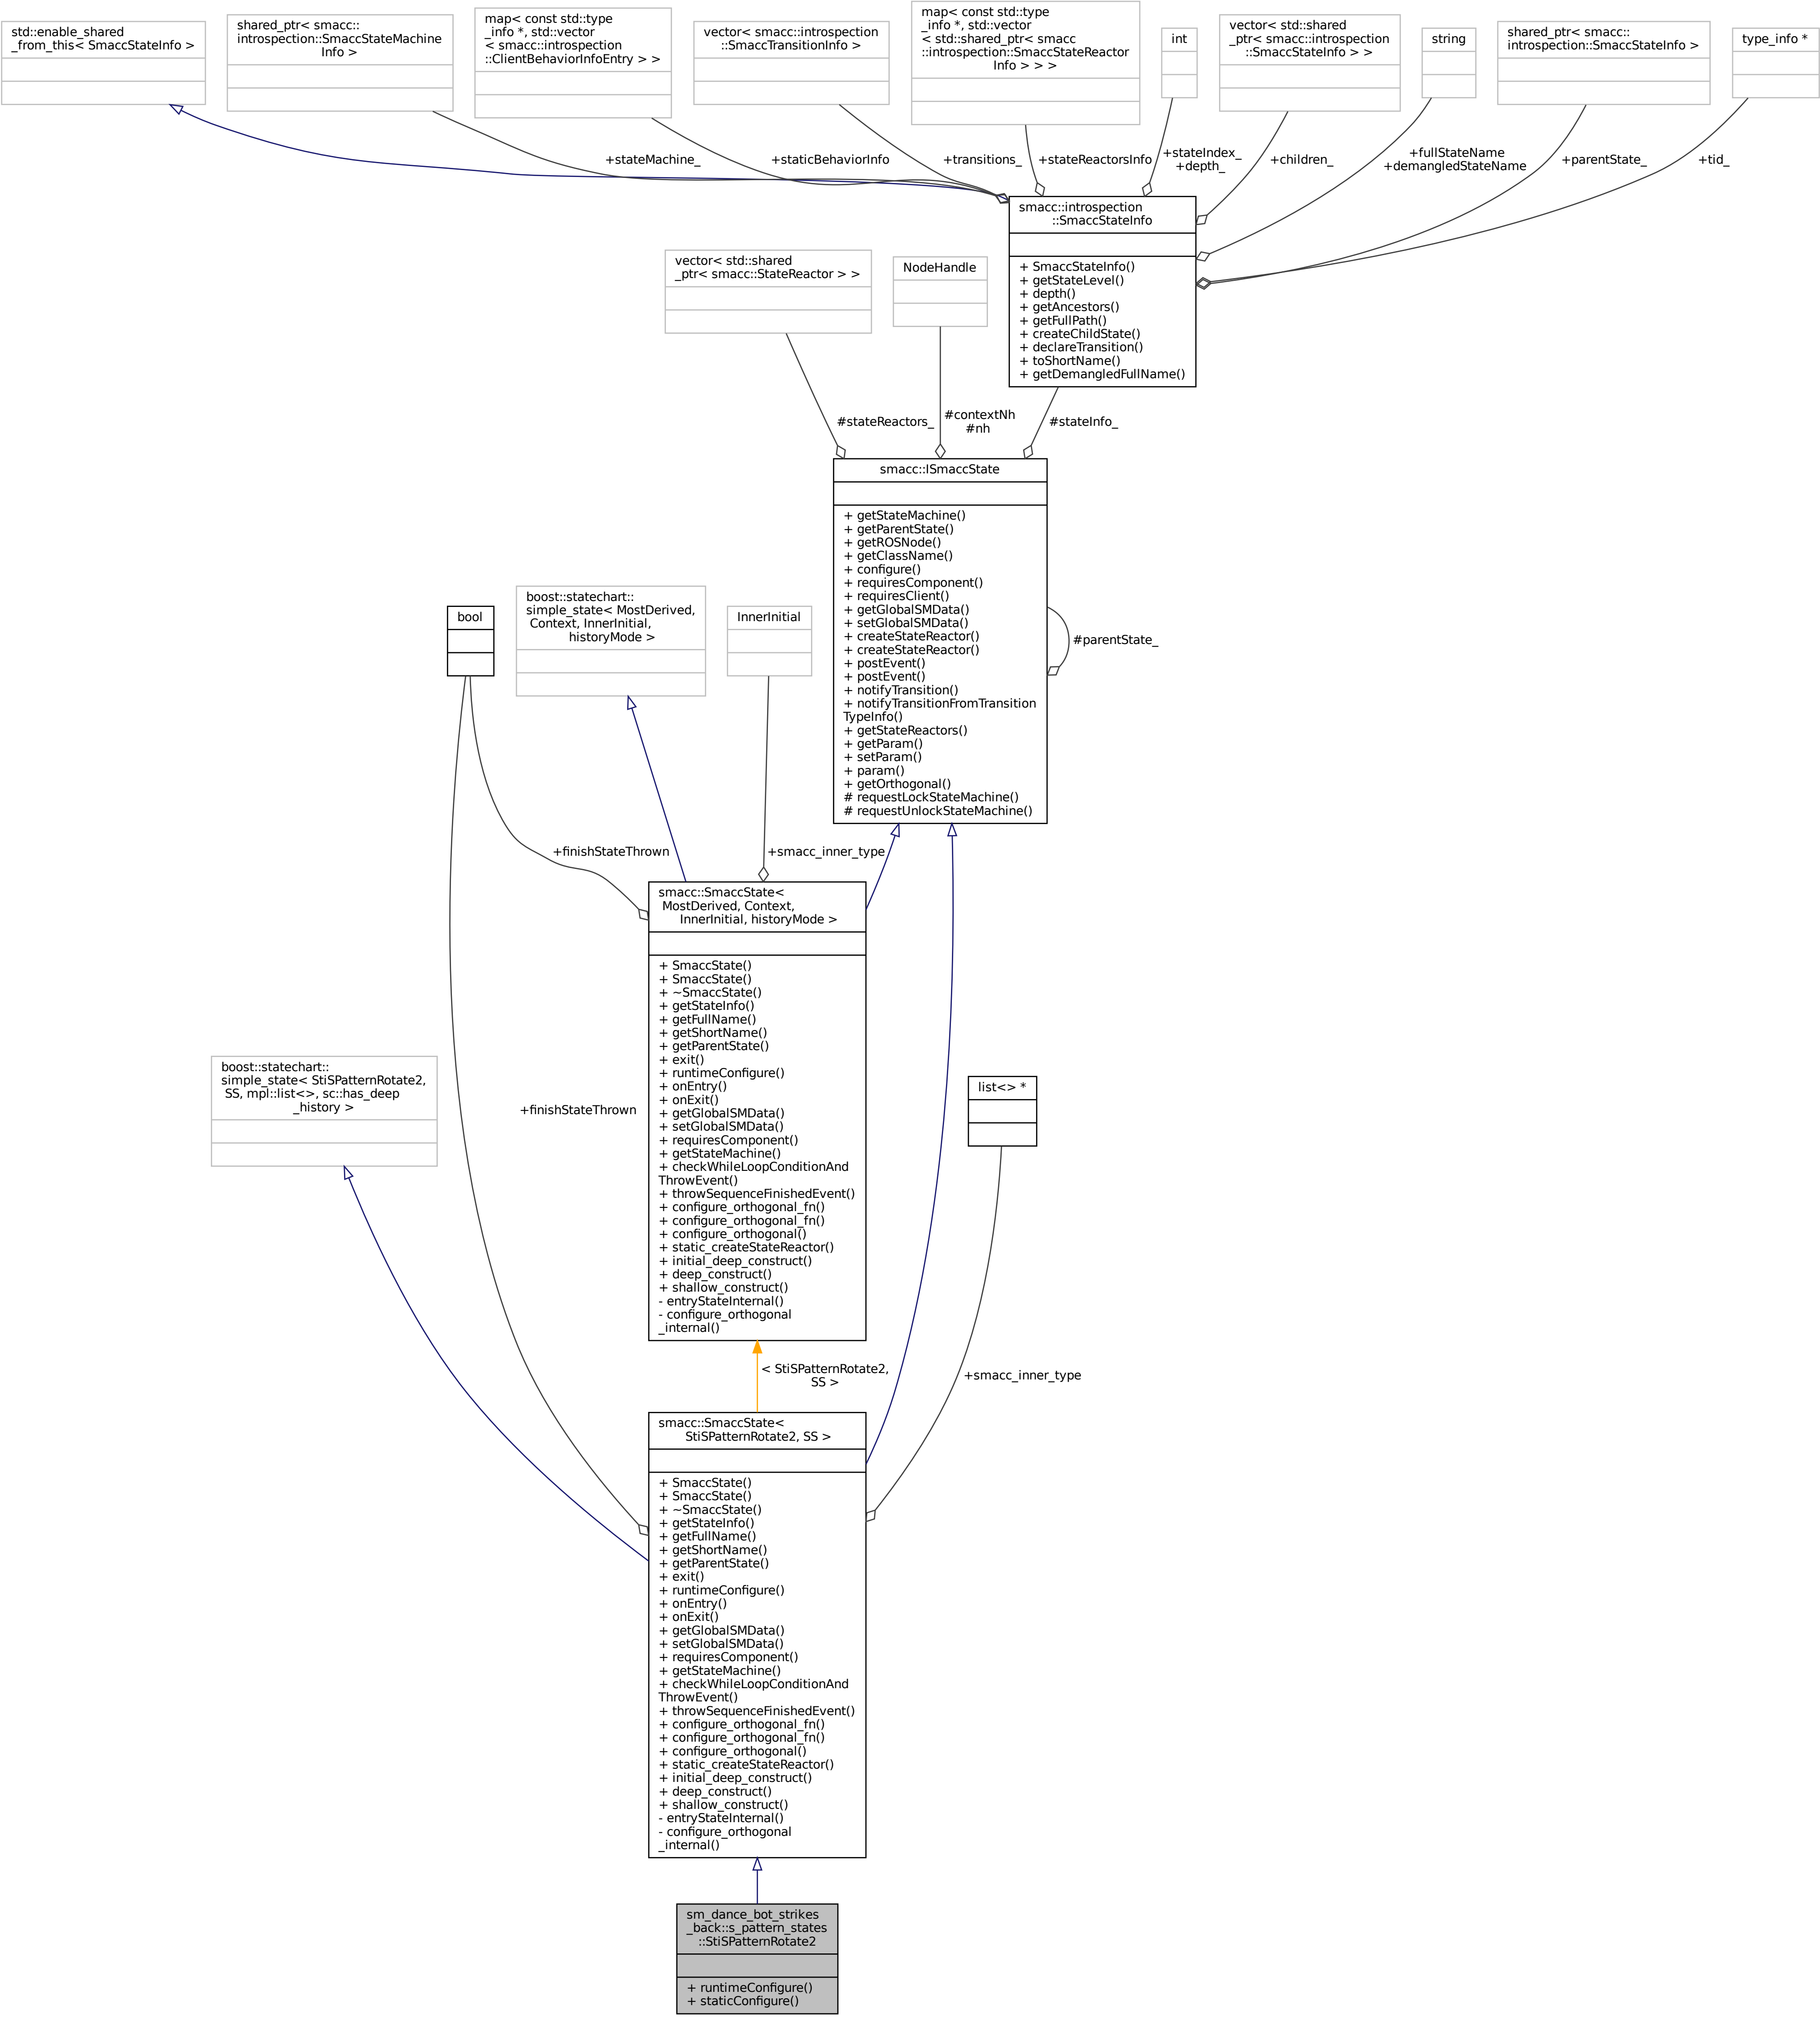 std::enable_shared
_from_this< SmaccStateInfo >
shared_ptr< smacc::
introspection::SmaccStateMachine
Info >
map< const std::type
_info *, std::vector
< smacc::introspection
::ClientBehaviorInfoEntry > >
vector< smacc::introspection
::SmaccTransitionInfo >
map< const std::type
_info *, std::vector
< std::shared_ptr< smacc
::introspection::SmaccStateReactor
Info > > >
int
vector< std::shared
_ptr< smacc::introspection
::SmaccStateInfo > >
string
shared_ptr< smacc::
introspection::SmaccStateInfo >
type_info *
+stateMachine_
+staticBehaviorInfo
+transitions_
+stateReactorsInfo
+stateIndex_
+depth_
+children_
+fullStateName
+demangledStateName
+parentState_
+tid_
smacc::introspection
::SmaccStateInfo
+ SmaccStateInfo()
+ getStateLevel()
+ depth()
+ getAncestors()
+ getFullPath()
+ createChildState()
+ declareTransition()
+ toShortName()
+ getDemangledFullName()
vector< std::shared
_ptr< smacc::StateReactor > >
NodeHandle
#stateReactors_
#contextNh
#nh
#stateInfo_
smacc::ISmaccState
+ getStateMachine()
+ getParentState()
+ getROSNode()
+ getClassName()
+ configure()
+ requiresComponent()
+ requiresClient()
+ getGlobalSMData()
+ setGlobalSMData()
+ createStateReactor()
+ createStateReactor()
+ postEvent()
+ postEvent()
+ notifyTransition()
+ notifyTransitionFromTransition
TypeInfo()
+ getStateReactors()
+ getParam()
+ setParam()
+ param()
+ getOrthogonal()
# requestLockStateMachine()
# requestUnlockStateMachine()
#parentState_
bool
boost::statechart::
simple_state< MostDerived,
Context, InnerInitial,
historyMode >
InnerInitial
+finishStateThrown
+smacc_inner_type
smacc::SmaccState<
MostDerived, Context,
InnerInitial, historyMode >
+ SmaccState()
+ SmaccState()
+ ~SmaccState()
+ getStateInfo()
+ getFullName()
+ getShortName()
+ getParentState()
+ exit()
+ runtimeConfigure()
+ onEntry()
+ onExit()
+ getGlobalSMData()
+ setGlobalSMData()
+ requiresComponent()
+ getStateMachine()
+ checkWhileLoopConditionAnd
ThrowEvent()
+ throwSequenceFinishedEvent()
+ configure_orthogonal_fn()
+ configure_orthogonal_fn()
+ configure_orthogonal()
+ static_createStateReactor()
+ initial_deep_construct()
+ deep_construct()
+ shallow_construct()
- entryStateInternal()
- configure_orthogonal
_internal()
boost::statechart::
simple_state< StiSPatternRotate2,
SS, mpl::list<>, sc::has_deep
_history >
+finishStateThrown
list<> *
< StiSPatternRotate2,
SS >
+smacc_inner_type
smacc::SmaccState<
StiSPatternRotate2, SS >
+ SmaccState()
+ SmaccState()
+ ~SmaccState()
+ getStateInfo()
+ getFullName()
+ getShortName()
+ getParentState()
+ exit()
+ runtimeConfigure()
+ onEntry()
+ onExit()
+ getGlobalSMData()
+ setGlobalSMData()
+ requiresComponent()
+ getStateMachine()
+ checkWhileLoopConditionAnd
ThrowEvent()
+ throwSequenceFinishedEvent()
+ configure_orthogonal_fn()
+ configure_orthogonal_fn()
+ configure_orthogonal()
+ static_createStateReactor()
+ initial_deep_construct()
+ deep_construct()
+ shallow_construct()
- entryStateInternal()
- configure_orthogonal
_internal()
sm_dance_bot_strikes
_back::s_pattern_states
::StiSPatternRotate2
+ runtimeConfigure()
+ staticConfigure()